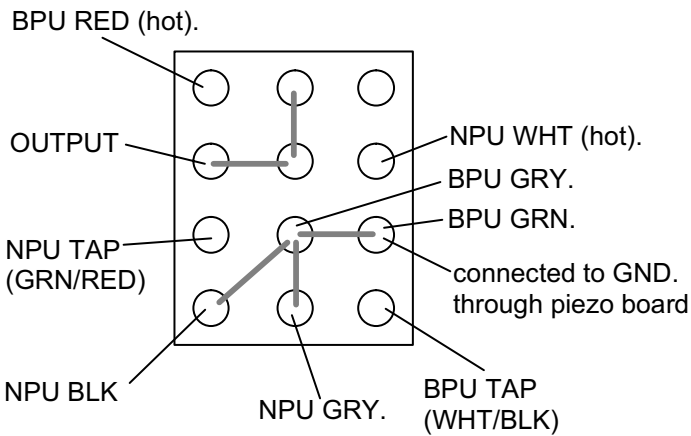 BPU RED (hot).
OUTPUT
NPU WHT (hot).
BPU GRY.
BPU GRN.
NPU TAP
(GRN/RED)
connected to GND.
through piezo board
NPU BLK
NPU GRY.
BPU TAP
(WHT/BLK)